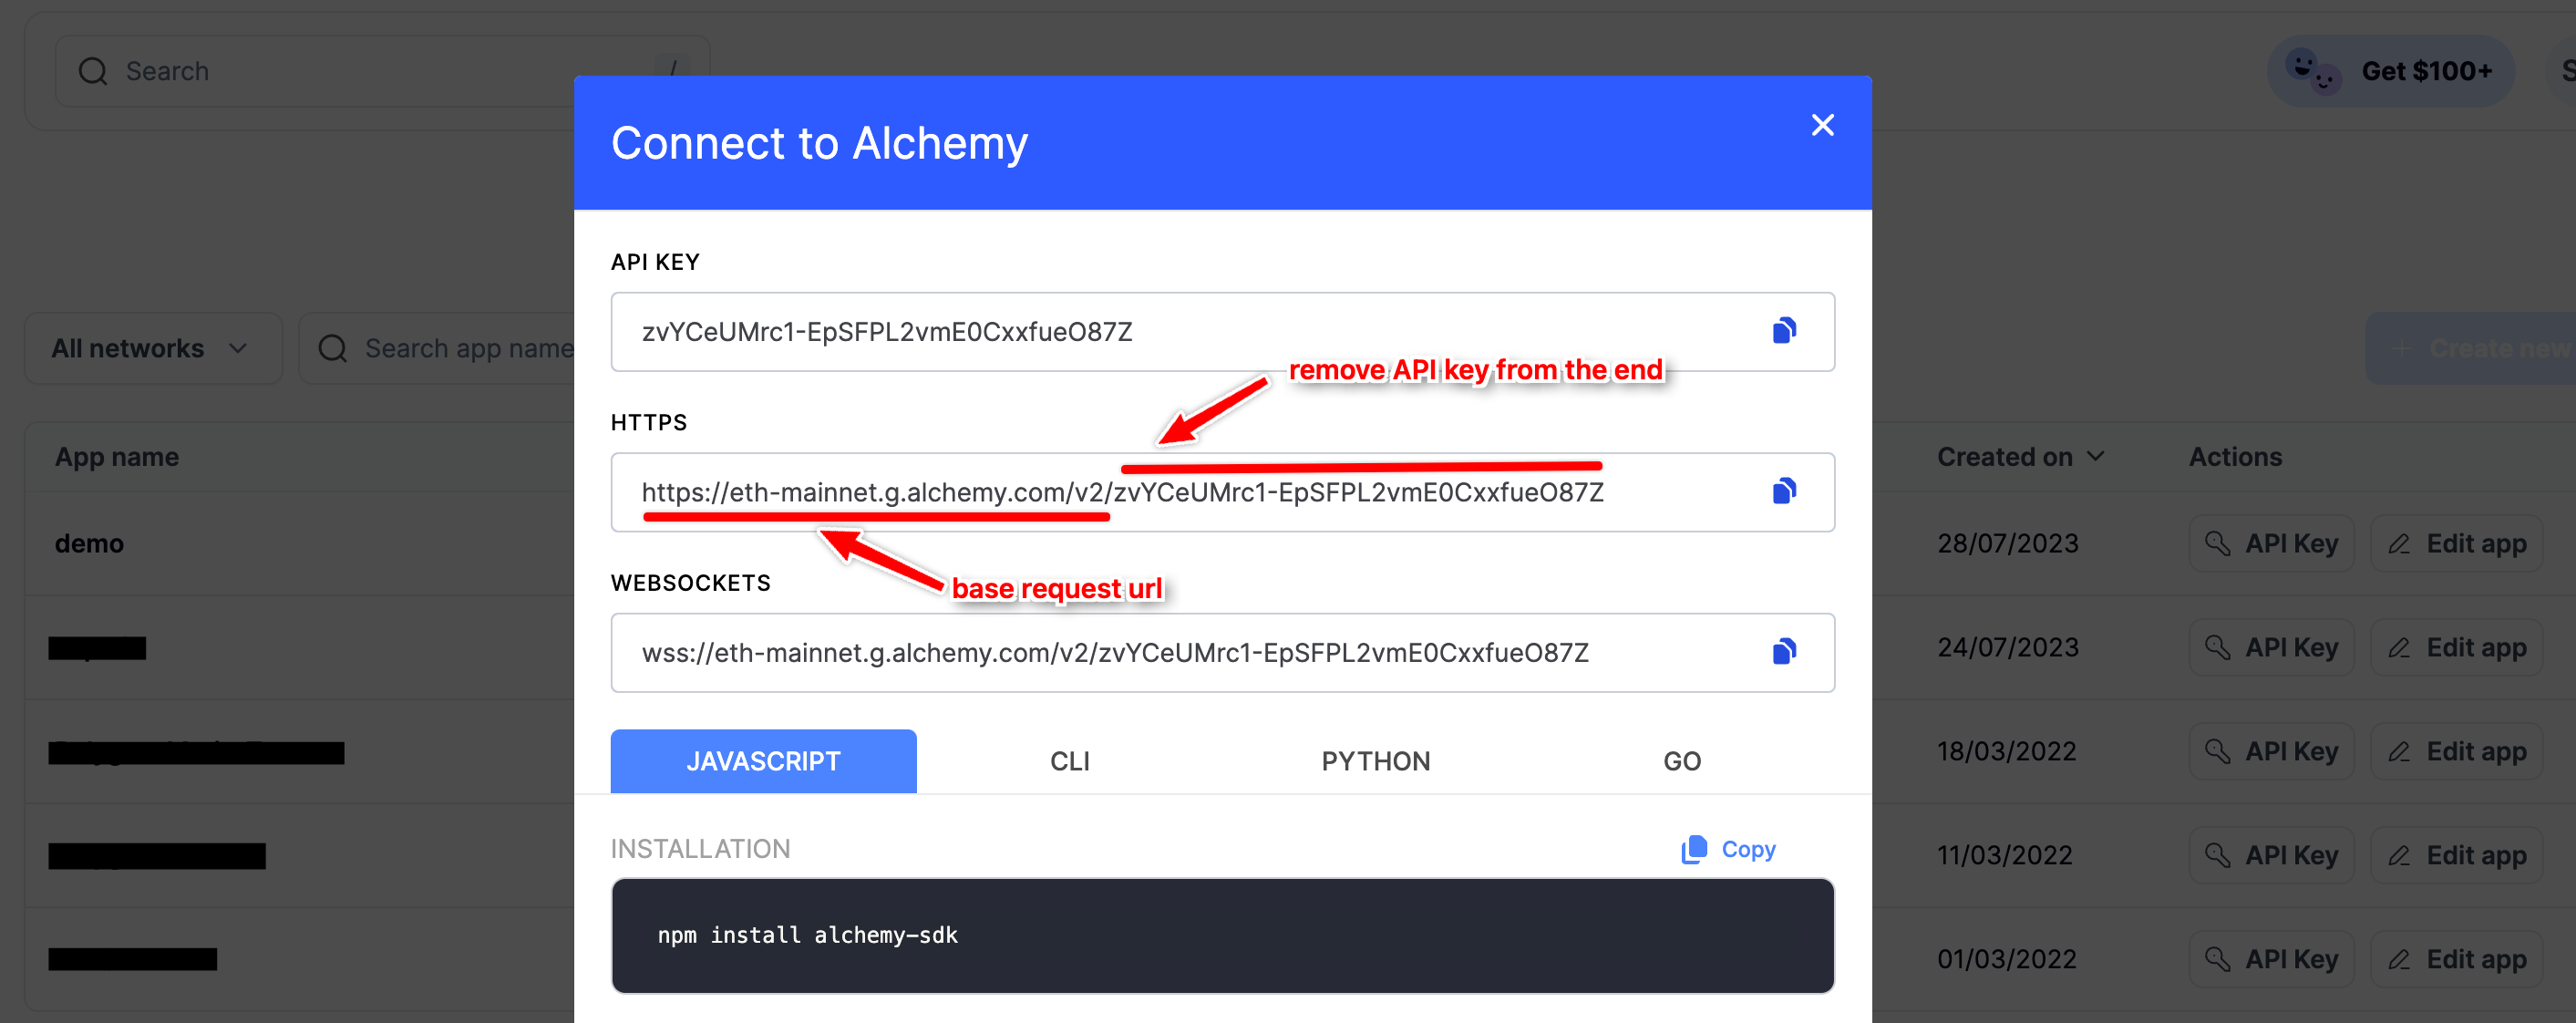 Search
/
Get $100+
S
Connect to Alchemy
API KEY
zvYCeUMrc1-EpSFPL2vmE0CxxfueO87Z
remove API key from the end
HTTPS
https://eth-mainnet.g.alchemy.com/v2/zvYCeUMrc1-EpSFPL2vmE0CxxfueO87Z
base request url
WEBSOCKETS
wss://eth-mainnet.g.alchemy.com/v2/zvYCeUMrc1-EpSFPL2vmE0CxxfueO87Z
JAVASCRIPT CLI PYTHON GO
INSTALLATION Copy
npm install alchemy-sdk
All networks
Search app name
+ Create new
App name Created on Actions
demo 28/07/2023 API Key Edit app
24/07/2023 API Key Edit app
18/03/2022 API Key Edit app
11/03/2022 API Key Edit app
01/03/2022 API Key Edit app